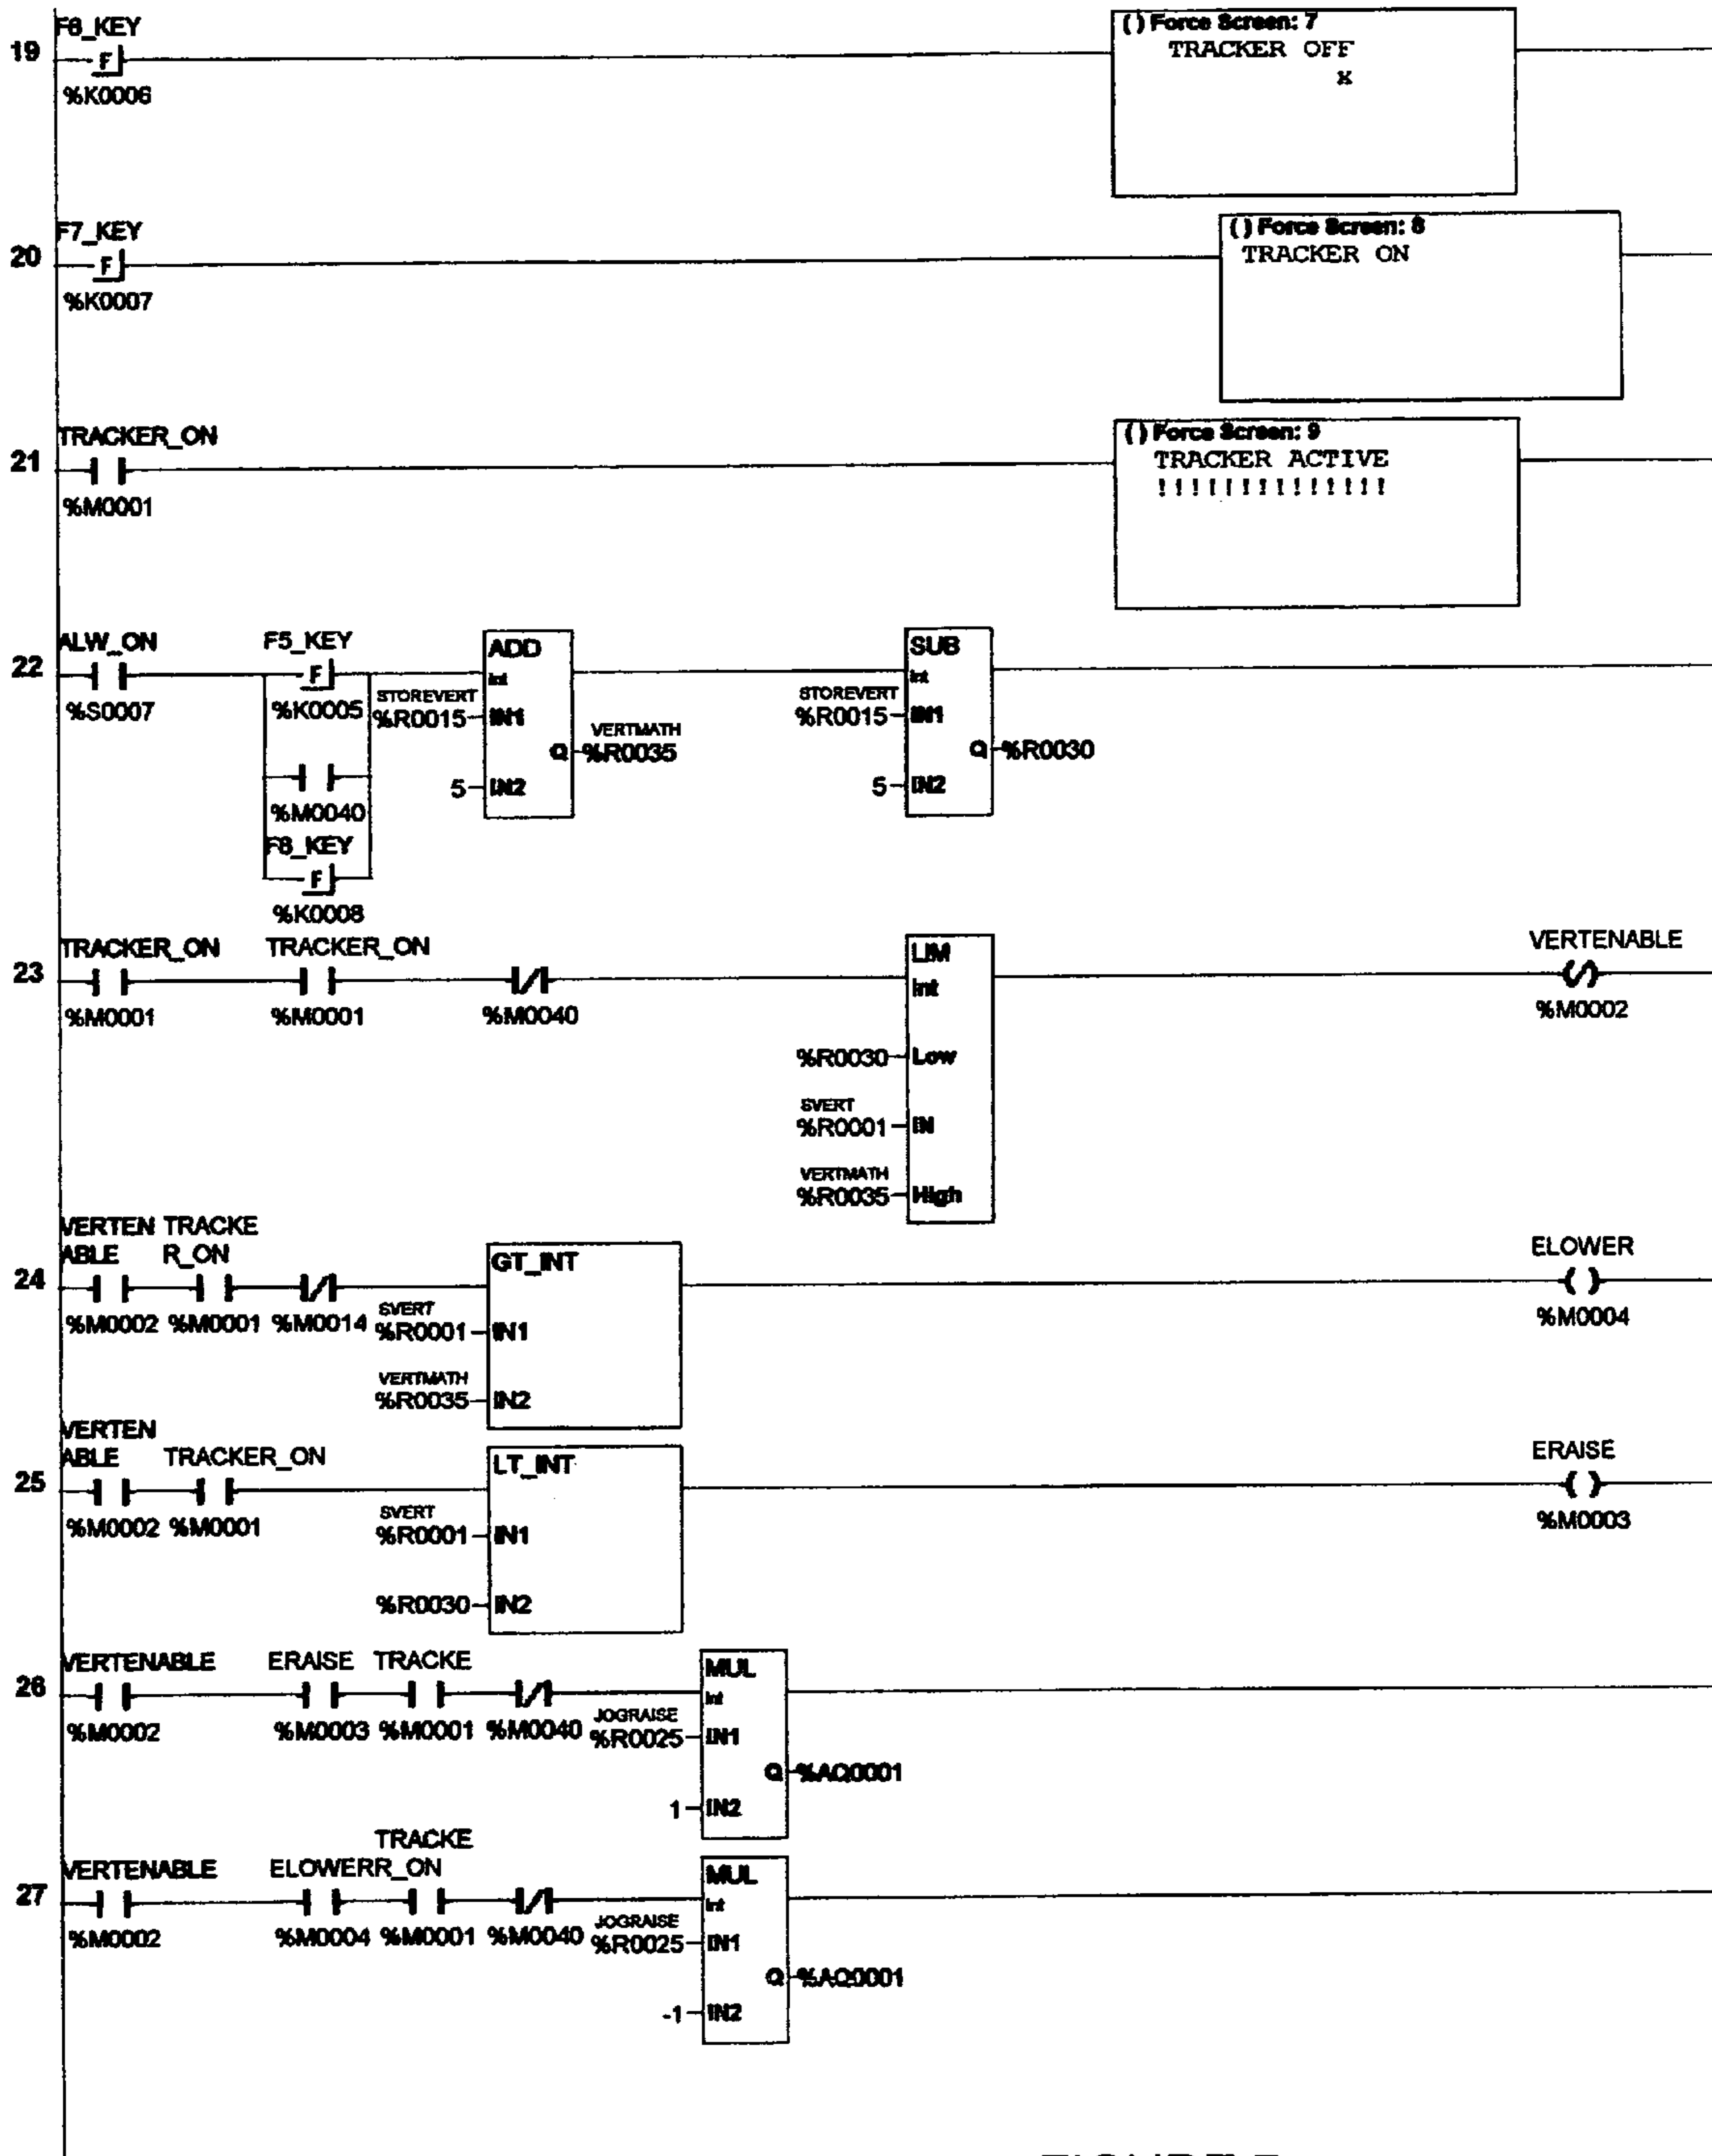 F6_KEY
19
F
%K0006
( ) Force Screen: 7
TRACKER OFF
x
F7_KEY
20
F
%K0007
( ) Force Screen: 8
TRACKER ON
TRACKER_ON
21
%M0001
( ) Force Screen: 9
TRACKER ACTIVE
!!!!!!!!!!!!!!
22
ALW_ON
%S0007
F5_KEY
F
%K0005
%M0040
F8_KEY
F
%K0008
ADD
Int
STOREVERT
%R0015 IN1
VERTMATH
Q %R0035
5 IN2
SUB
Int
STOREVERT
%R0015 IN1
Q %R0030
5 IN2
23
TRACKER_ON TRACKER_ON
%M0001 %M0001 %M0040
LIM
Int
%R0030 Low
SVERT
%R0001 IN
VERTMATH
%R0035 High
VERTENABLE
%M0002
24
VERTEN TRACKE
ABLE R_ON
%M0002 %M0001 %M0014
GT_INT
SVERT
%R0001 IN1
VERTMATH
%R0035 IN2
ELOWER
%M0004
25
VERTEN
ABLE TRACKER_ON
%M0002 %M0001
LT_INT
SVERT
%R0001 IN1
%R0030 IN2
ERAISE
%M0003
26
VERTENABLE ERAISE TRACKE
%M0002 %M0003 %M0001 %M0040
MUL
Int
JOGRAISE
%R0025 IN1
Q %AQ0001
1 IN2
27
TRACKE
VERTENABLE ELOWERR_ON
%M0002 %M0004 %M0001 %M0040
MUL
Int
JOGRAISE
%R0025 IN1
Q %AQ0001
-1 IN2